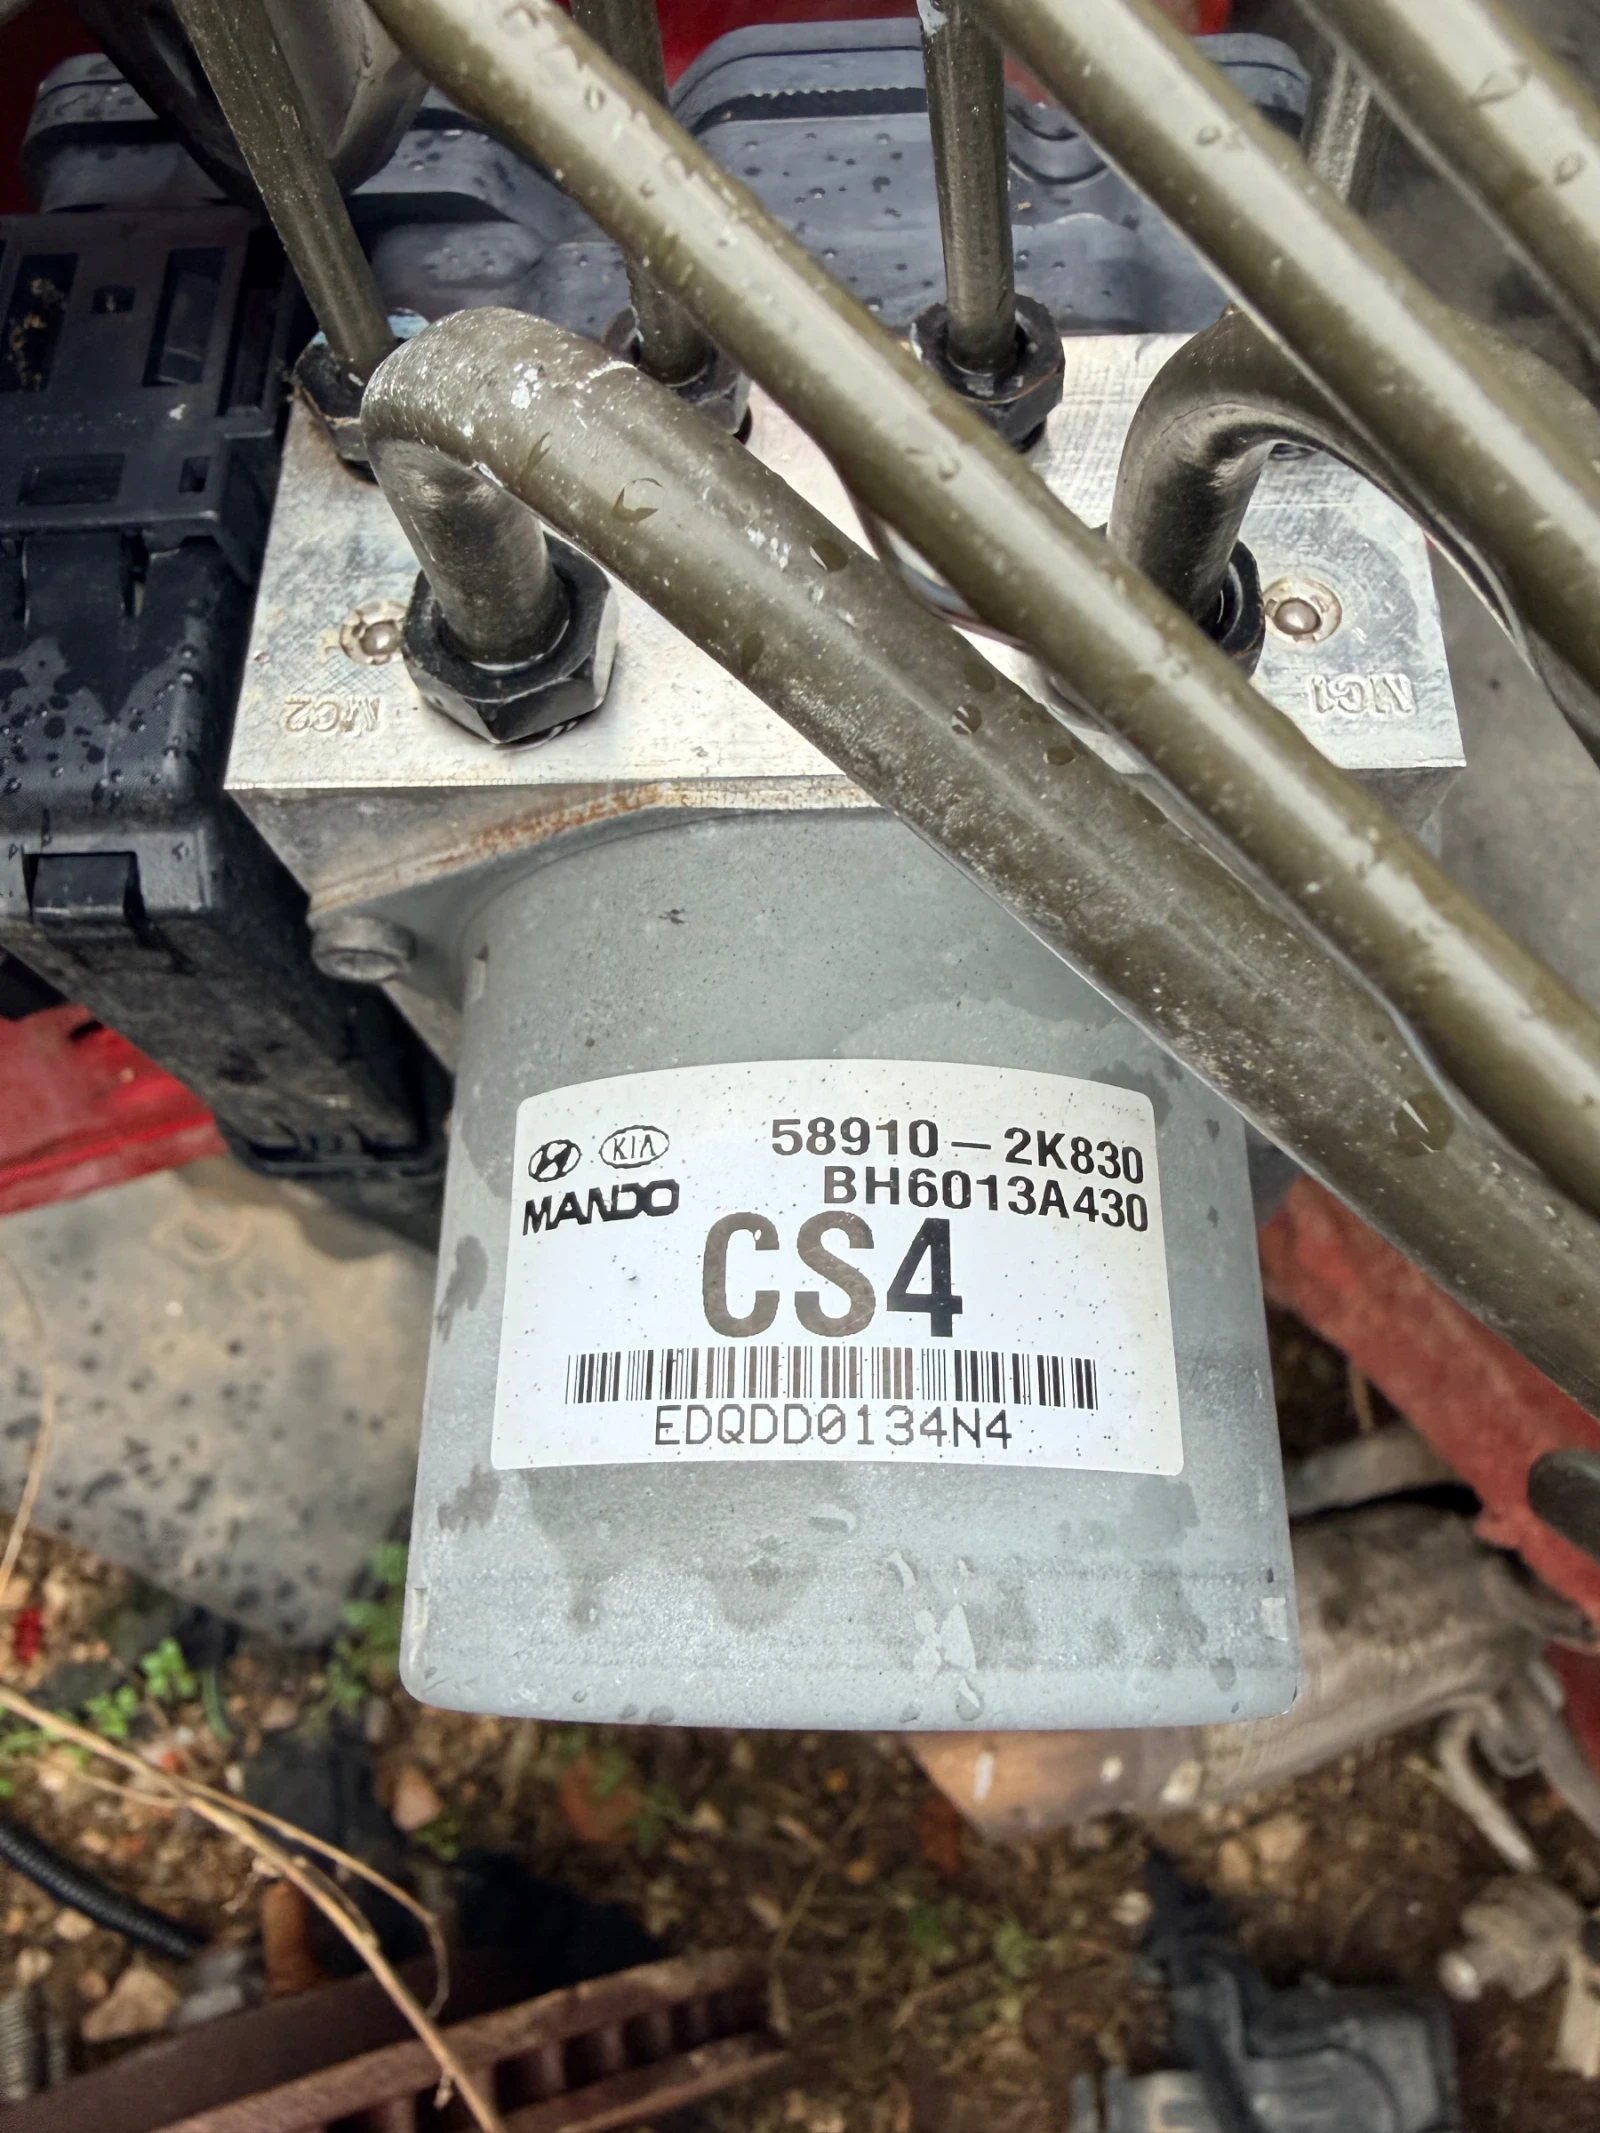 MC2
MC1
KIA
58910-2K830
MANDO
BH6013A430
CS4
EDQDD0134N4